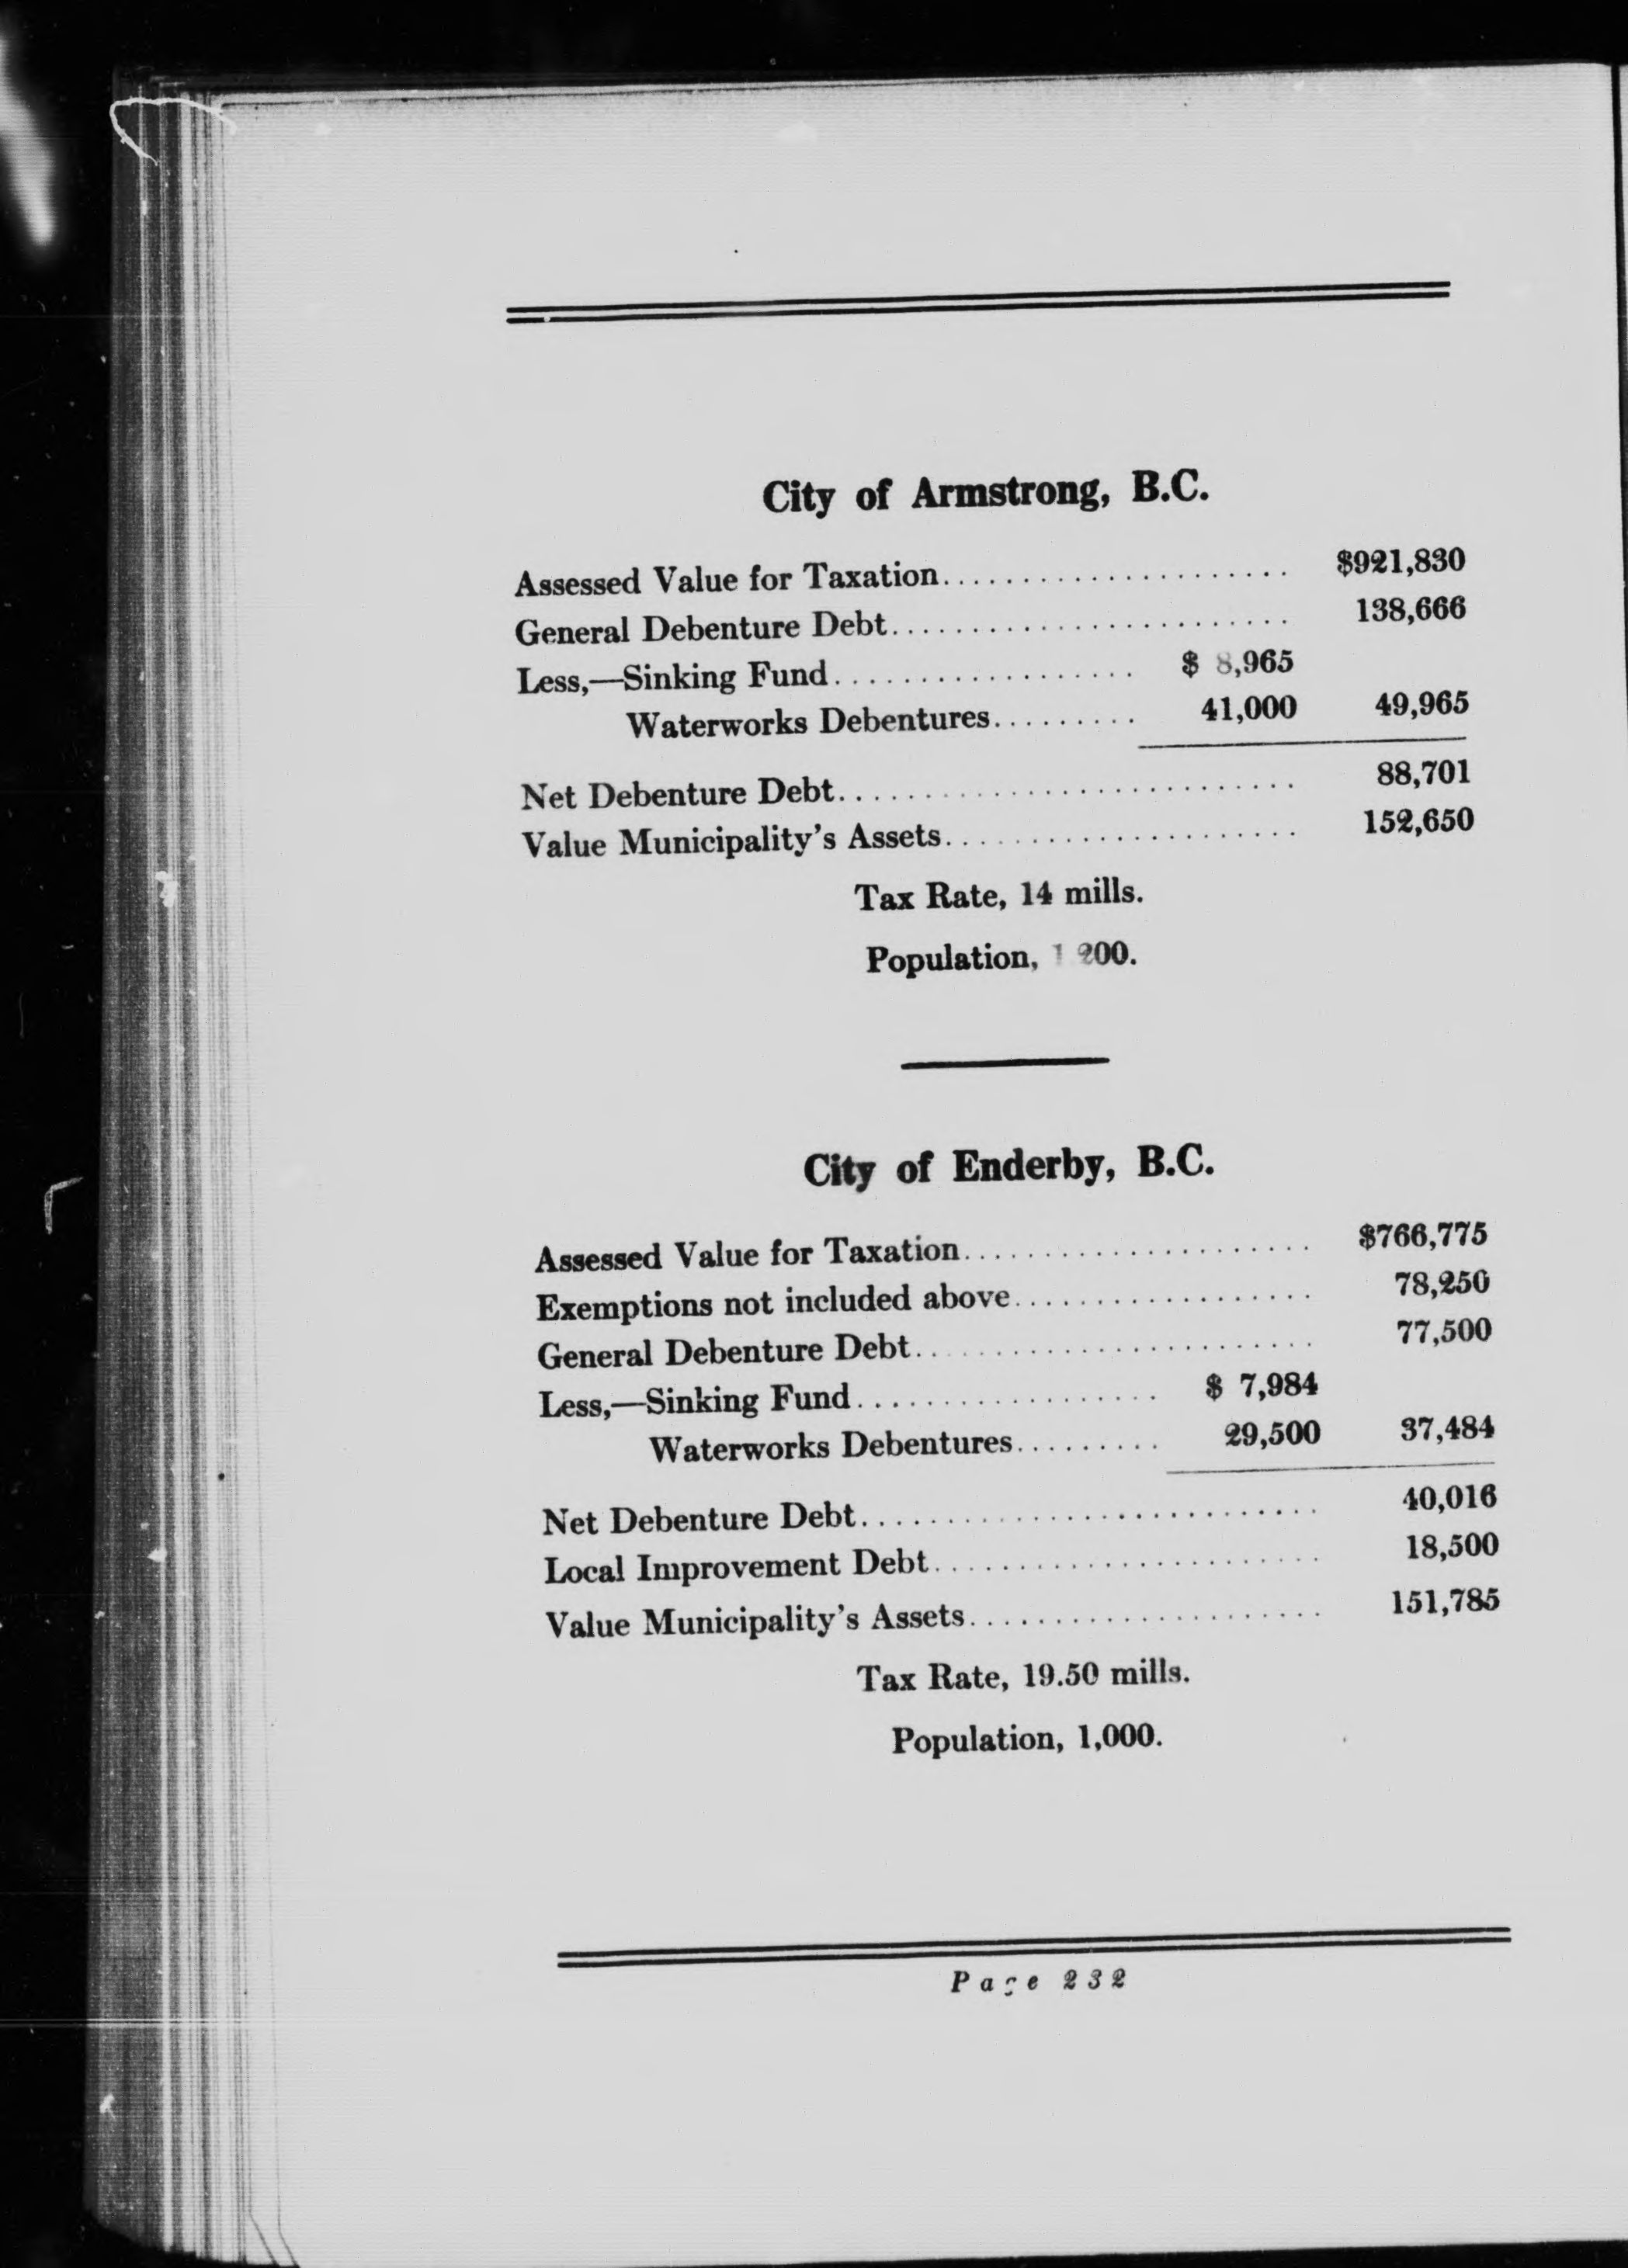 City of Armstrong, B.C.
Assessed Value for Taxation..................... $921,830
General Debenture Debt........................ 138,666
Less,—Sinking Fund.................. $ 8,965
Waterworks Debentures......... 41,000 49,965
Net Debenture Debt........................... 88,701
Value Municipality's Assets..................... 152,650
Tax Rate, 14 mills.
Population, 1 200.
City of Enderby, B.C.
Assessed Value for Taxation..................... $766,775
Exemptions not included above.................. 78,250
General Debenture Debt........................ 77,500
Less,—Sinking Fund.................. $ 7,984
Waterworks Debentures......... 29,500 37,484
Net Debenture Debt........................... 40,016
Local Improvement Debt........................ 18,500
Value Municipality's Assets..................... 151,785
Tax Rate, 19.50 mills.
Population, 1,000.
Page 232